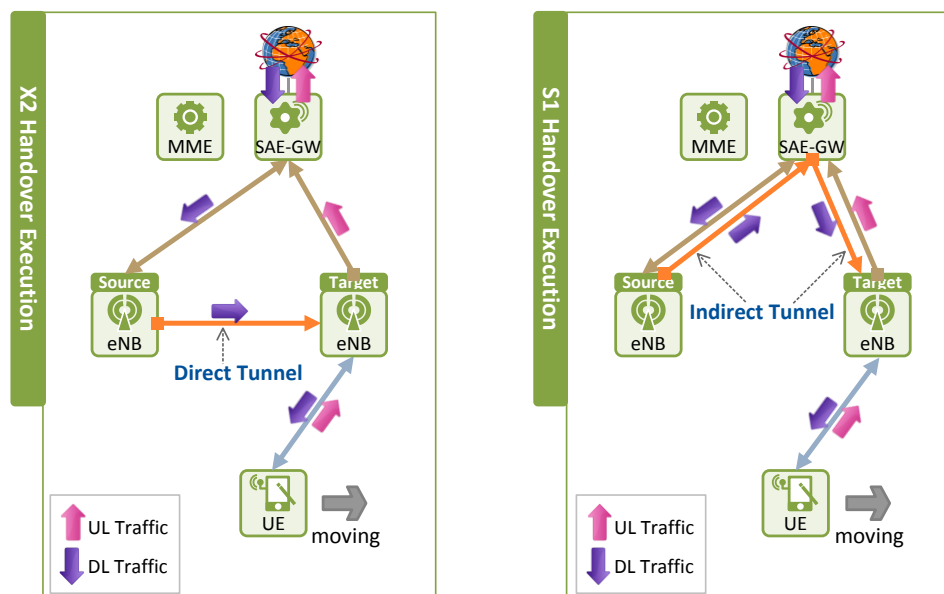 X2 Handover Execution
MME
SAE-GW
Source
eNB
Target
eNB
Direct Tunnel
UE
moving
UL Traffic
DL Traffic
S1 Handover Execution
MME
SAE-GW
Source
eNB
Target
eNB
Indirect Tunnel
UE
moving
UL Traffic
DL Traffic